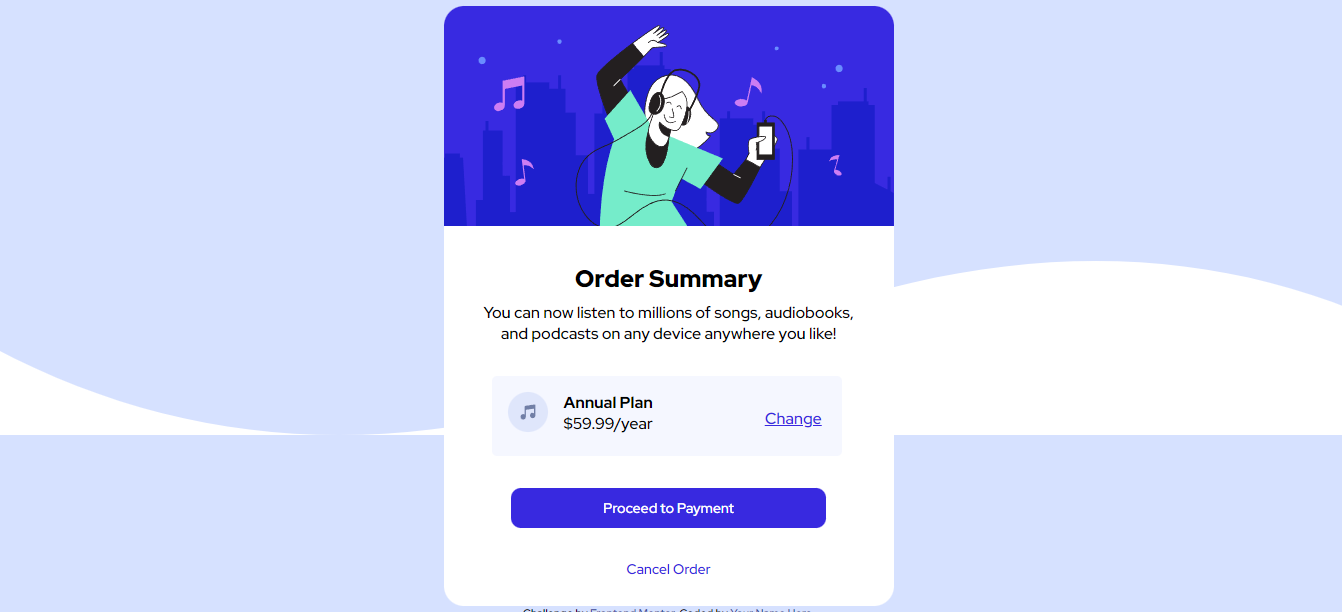 Order Summary
You can now listen to millions of songs, audiobooks,
and podcasts on any device anywhere you like!
Annual Plan
$59.99/year
Change
Proceed to Payment
Cancel Order
Challenge by Frontend Mentor. Coded by Your Name Here.